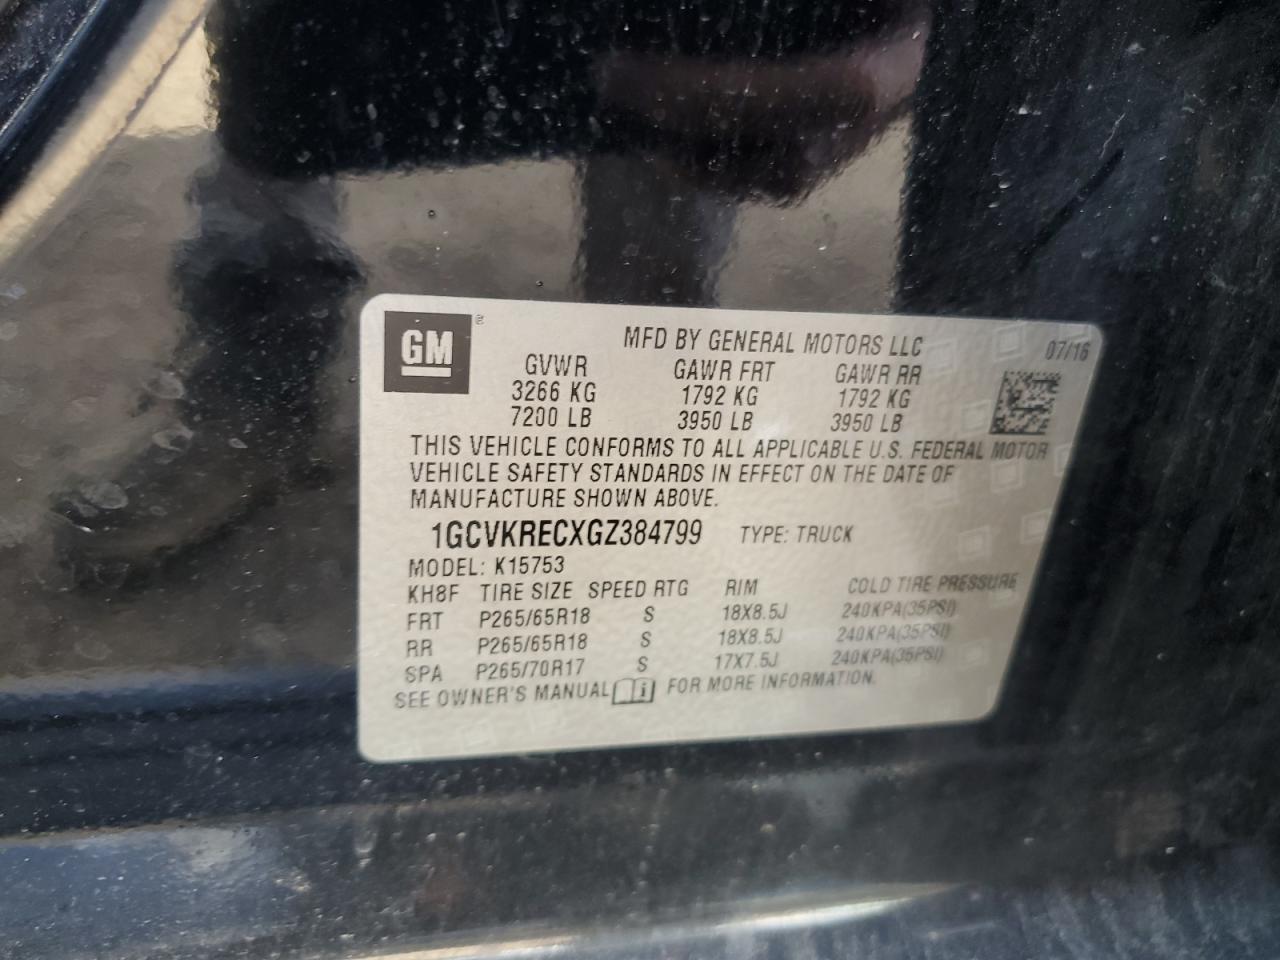 GM ®
MFD BY GENERAL MOTORS LLC 07/16
GVWR GAWR FRT GAWR RR
3266 KG 1792 KG 1792 KG
7200 LB 3950 LB 3950 LB
THIS VEHICLE CONFORMS TO ALL APPLICABLE U.S. FEDERAL MOTOR
VEHICLE SAFETY STANDARDS IN EFFECT ON THE DATE OF
MANUFACTURE SHOWN ABOVE.
1GCVKRECXGZ384799 TYPE: TRUCK
MODEL: K15753
KH8F TIRE SIZE SPEED RTG RIM COLD TIRE PRESSURE
FRT P265/65R18 S 18X8.5J 240KPA(35PSI)
RR P265/65R18 S 18X8.5J 240KPA(35PSI)
SPA P265/70R17 S 17X7.5J 240KPA(35PSI)
SEE OWNER'S MANUAL i FOR MORE INFORMATION.